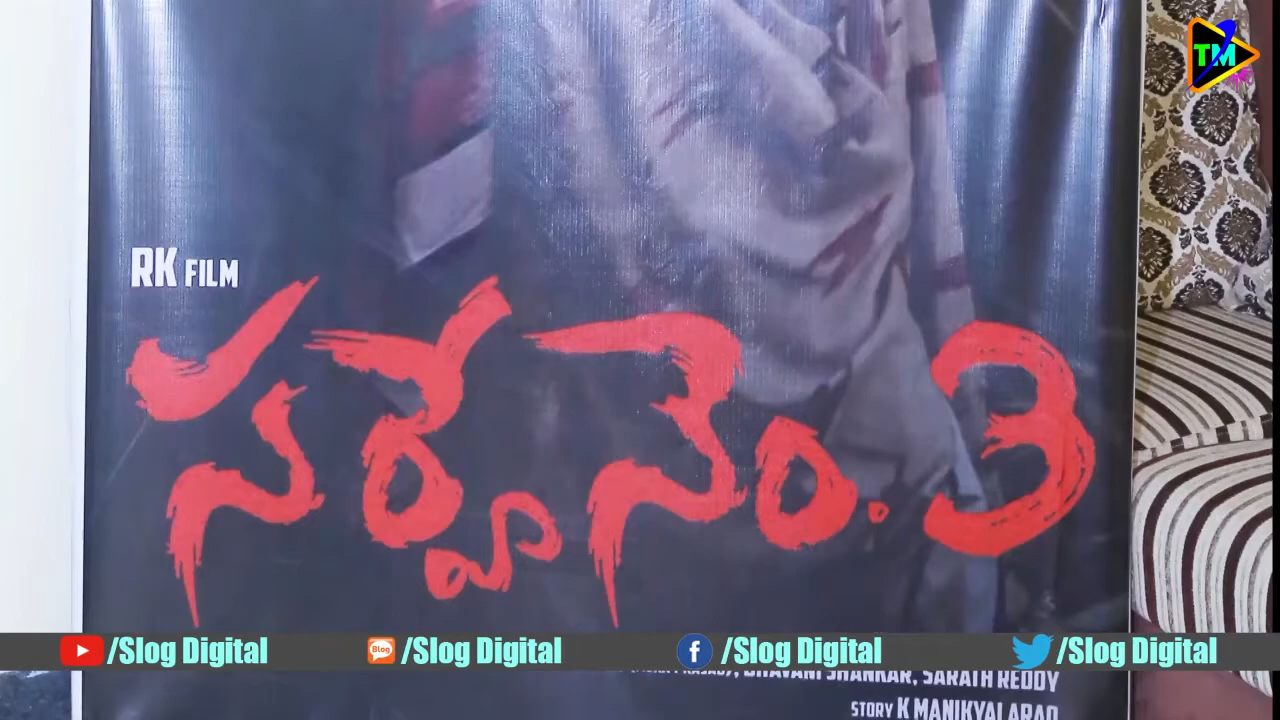 TM
RK FILM
సర్వే నెం. 3
/Slog Digital
Blog /Slog Digital
/Slog Digital
/Slog Digital
BHAVANI SHANKAR, SARATH REDDY
STORY K MANIKYALARAO